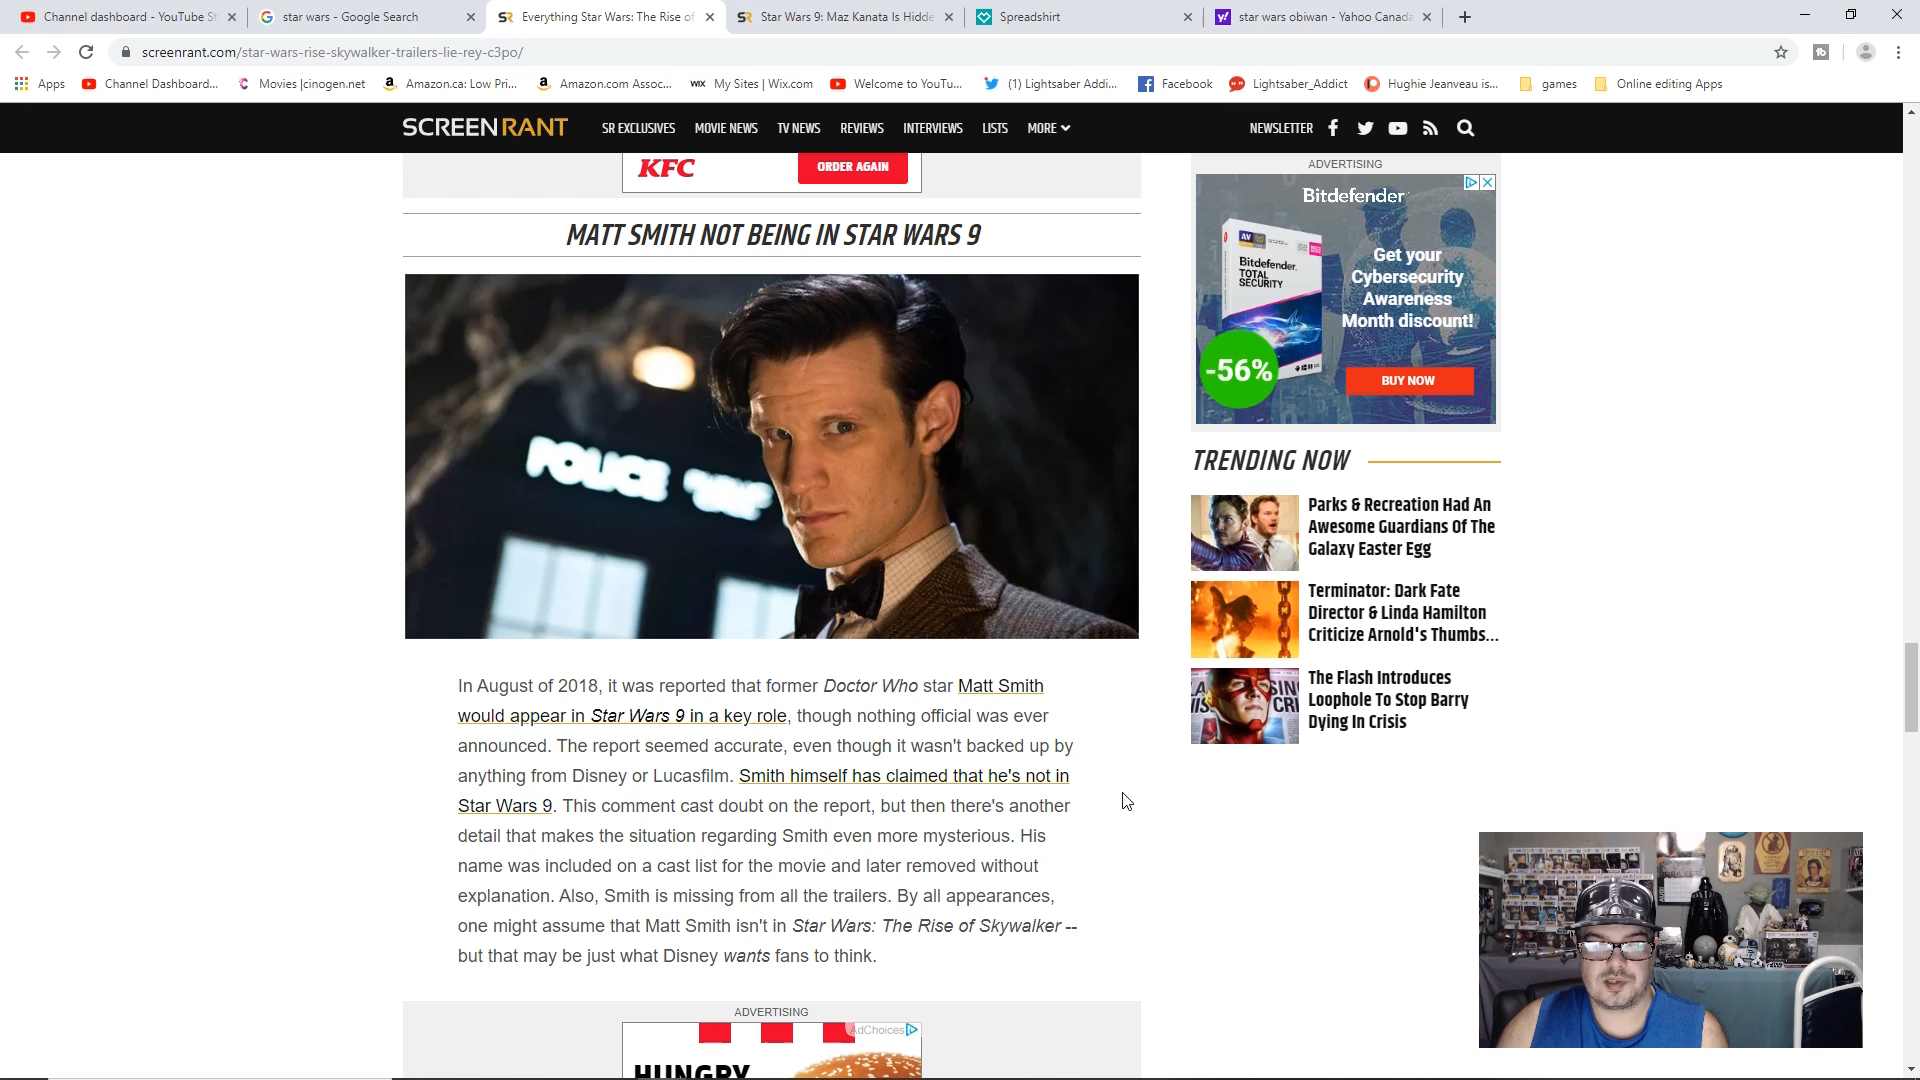 Channel dashboard - YouTube St
star wars - Google Search
Everything Star Wars: The Rise of
Star Wars 9: Maz Kanata Is Hidde
Spreadshirt
star wars obiwan - Yahoo Canada
screenrant.com/star-wars-rise-skywalker-trailers-lie-rey-c3po/
Apps
Channel Dashboard...
Movies |cinogen.net
Amazon.ca: Low Pri...
Amazon.com Assoc...
WIX My Sites | Wix.com
Welcome to YouTu...
(1) Lightsaber Addi...
Facebook
Lightsaber_Addict
Hughie Jeanveau is...
games
Online editing Apps
SCREENRANT
SR EXCLUSIVES
MOVIE NEWS
TV NEWS
REVIEWS
INTERVIEWS
LISTS
MORE
NEWSLETTER
KFC
ORDER AGAIN
MATT SMITH NOT BEING IN STAR WARS 9
POLICE
In August of 2018, it was reported that former Doctor Who star Matt Smith
would appear in Star Wars 9 in a key role, though nothing official was ever
announced. The report seemed accurate, even though it wasn't backed up by
anything from Disney or Lucasfilm. Smith himself has claimed that he's not in
Star Wars 9. This comment cast doubt on the report, but then there's another
detail that makes the situation regarding Smith even more mysterious. His
name was included on a cast list for the movie and later removed without
explanation. Also, Smith is missing from all the trailers. By all appearances,
one might assume that Matt Smith isn't in Star Wars: The Rise of Skywalker --
but that may be just what Disney wants fans to think.
ADVERTISING
AdChoices
HUNGRY
ADVERTISING
Bitdefender
AV
Bitdefender
TOTAL
SECURITY
Get your
Cybersecurity
Awareness
Month discount!
-56%
BUY NOW
TRENDING NOW
Parks & Recreation Had An
Awesome Guardians Of The
Galaxy Easter Egg
Terminator: Dark Fate
Director & Linda Hamilton
Criticize Arnold's Thumbs...
The Flash Introduces
Loophole To Stop Barry
Dying In Crisis